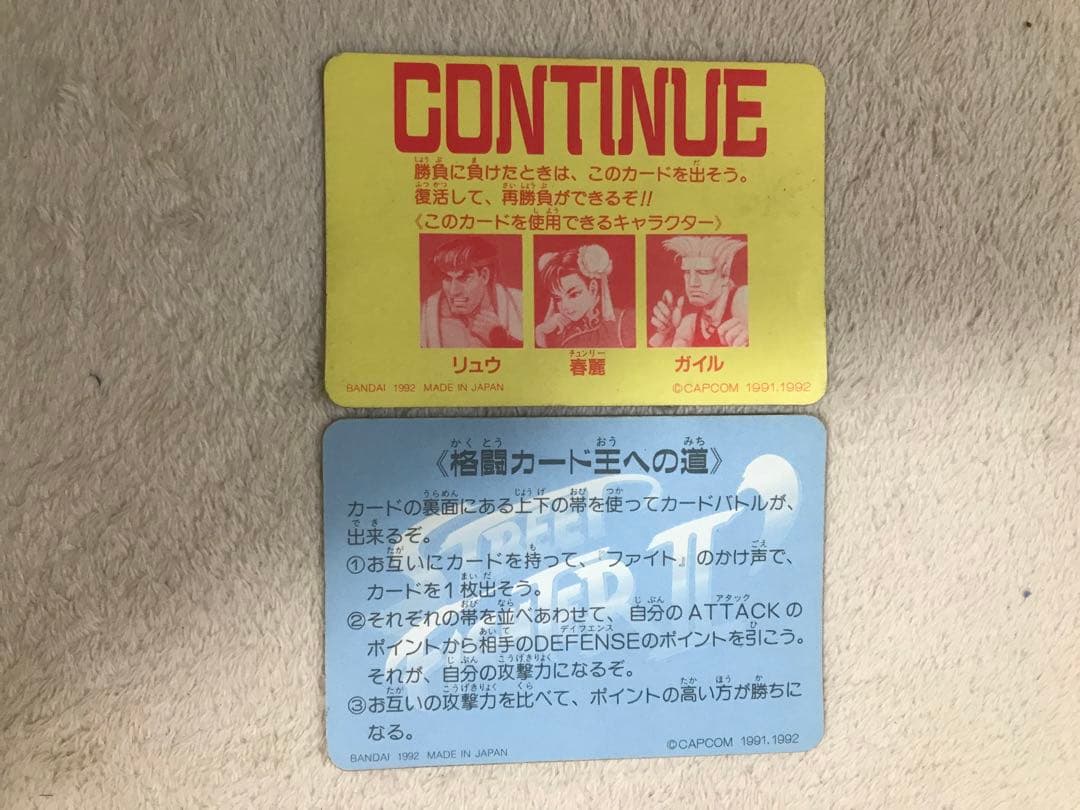 CONTINUE
勝負に負けたときは、このカードを出そう。
復活して、再勝負ができるぞ!!
《このカードを使用できるキャラクター》
リュウ 春麗 ガイル
BANDAI 1992 MADE IN JAPAN ©CAPCOM 1991.1992
《格闘カード王への道》
カードの裏面にある上下の帯を使ってカードバトルが、
出来るぞ。
①お互いにカードを持って、『ファイト』のかけ声で、
カードを1枚出そう。
②それぞれの帯を並べあわせて、自分のATTACKの
ポイントから相手のDEFENSEのポイントを引こう。
それが、自分の攻撃力になるぞ。
③お互いの攻撃力を比べて、ポイントの高い方が勝ちに
なる。
STREET
FIGHTER II'
BANDAI 1992 MADE IN JAPAN ©CAPCOM 1991.1992